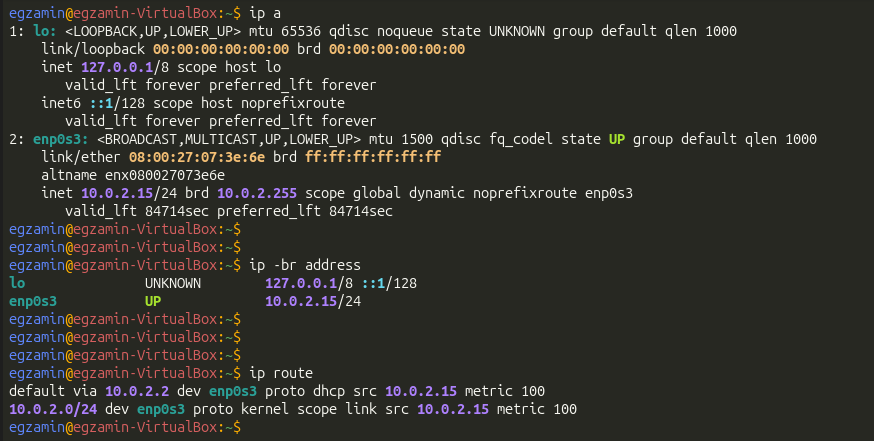 egzamin@egzamin-VirtualBox:~$ ip a
1: lo: <LOOPBACK,UP,LOWER_UP> mtu 65536 qdisc noqueue state UNKNOWN group default qlen 1000
    link/loopback 00:00:00:00:00:00 brd 00:00:00:00:00:00
    inet 127.0.0.1/8 scope host lo
       valid_lft forever preferred_lft forever
    inet6 ::1/128 scope host noprefixroute
       valid_lft forever preferred_lft forever
2: enp0s3: <BROADCAST,MULTICAST,UP,LOWER_UP> mtu 1500 qdisc fq_codel state UP group default qlen 1000
    link/ether 08:00:27:07:3e:6e brd ff:ff:ff:ff:ff:ff
    altname enx080027073e6e
    inet 10.0.2.15/24 brd 10.0.2.255 scope global dynamic noprefixroute enp0s3
       valid_lft 84714sec preferred_lft 84714sec
egzamin@egzamin-VirtualBox:~$
egzamin@egzamin-VirtualBox:~$
egzamin@egzamin-VirtualBox:~$ ip -br address
lo               UNKNOWN        127.0.0.1/8 ::1/128
enp0s3           UP             10.0.2.15/24
egzamin@egzamin-VirtualBox:~$
egzamin@egzamin-VirtualBox:~$
egzamin@egzamin-VirtualBox:~$
egzamin@egzamin-VirtualBox:~$ ip route
default via 10.0.2.2 dev enp0s3 proto dhcp src 10.0.2.15 metric 100
10.0.2.0/24 dev enp0s3 proto kernel scope link src 10.0.2.15 metric 100
egzamin@egzamin-VirtualBox:~$